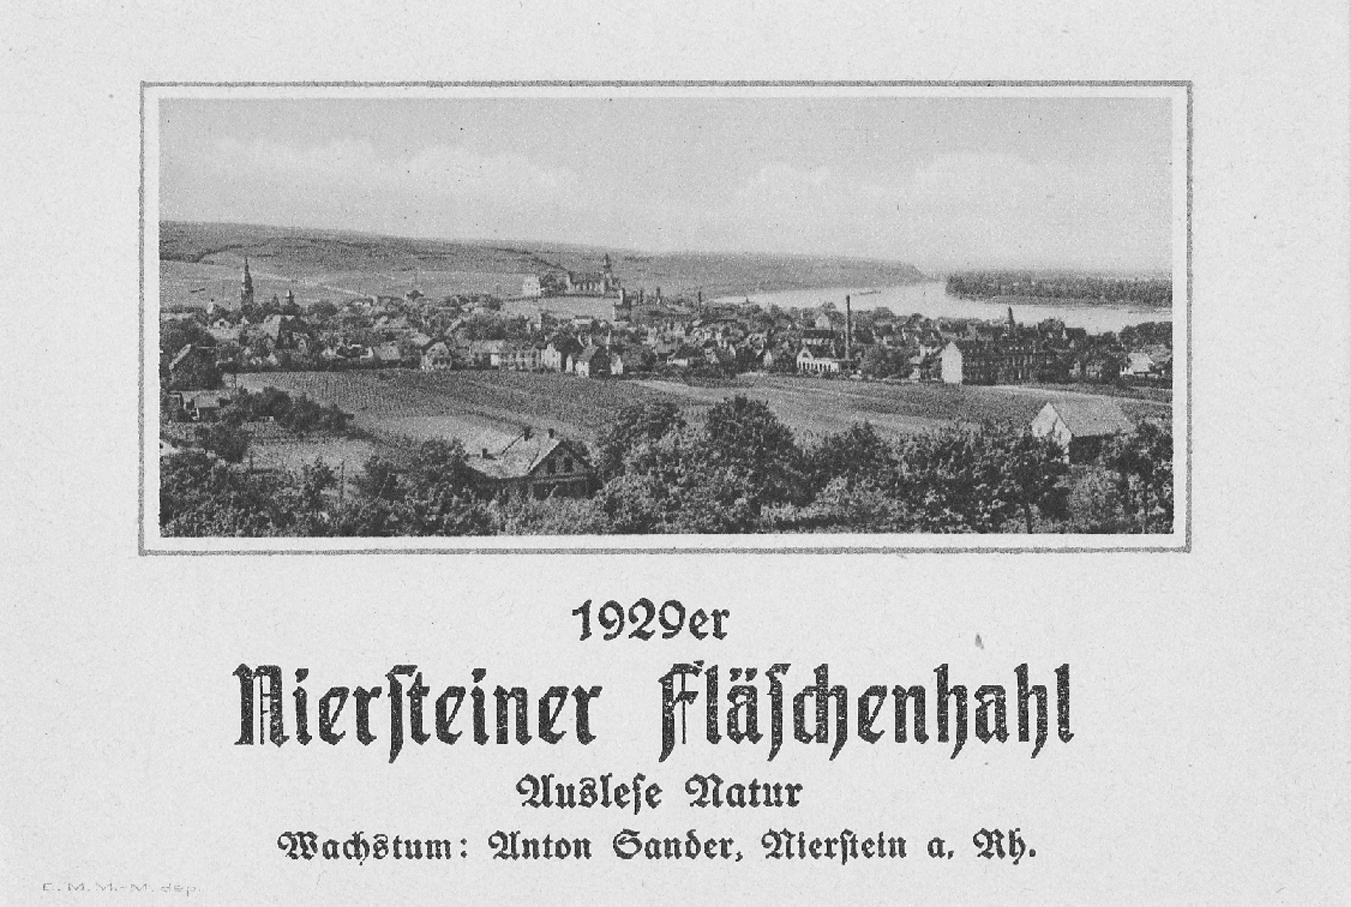 1929er
Niersteiner Fläschenhahl
Auslese Natur
Wachstum: Anton Sander, Nierstein a. Rh.
C. M. M.-M. dep.